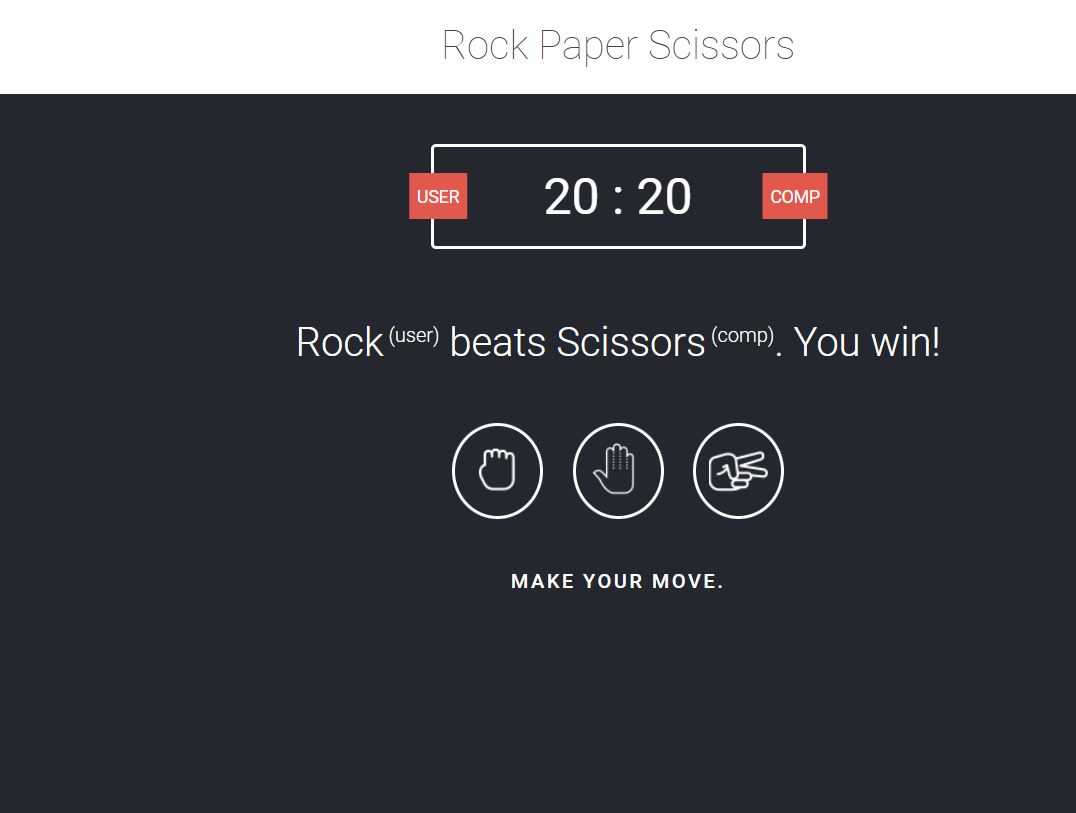 Rock Paper Scissors
USER 20 : 20 COMP
Rock (user) beats Scissors (comp). You win!
MAKE YOUR MOVE.